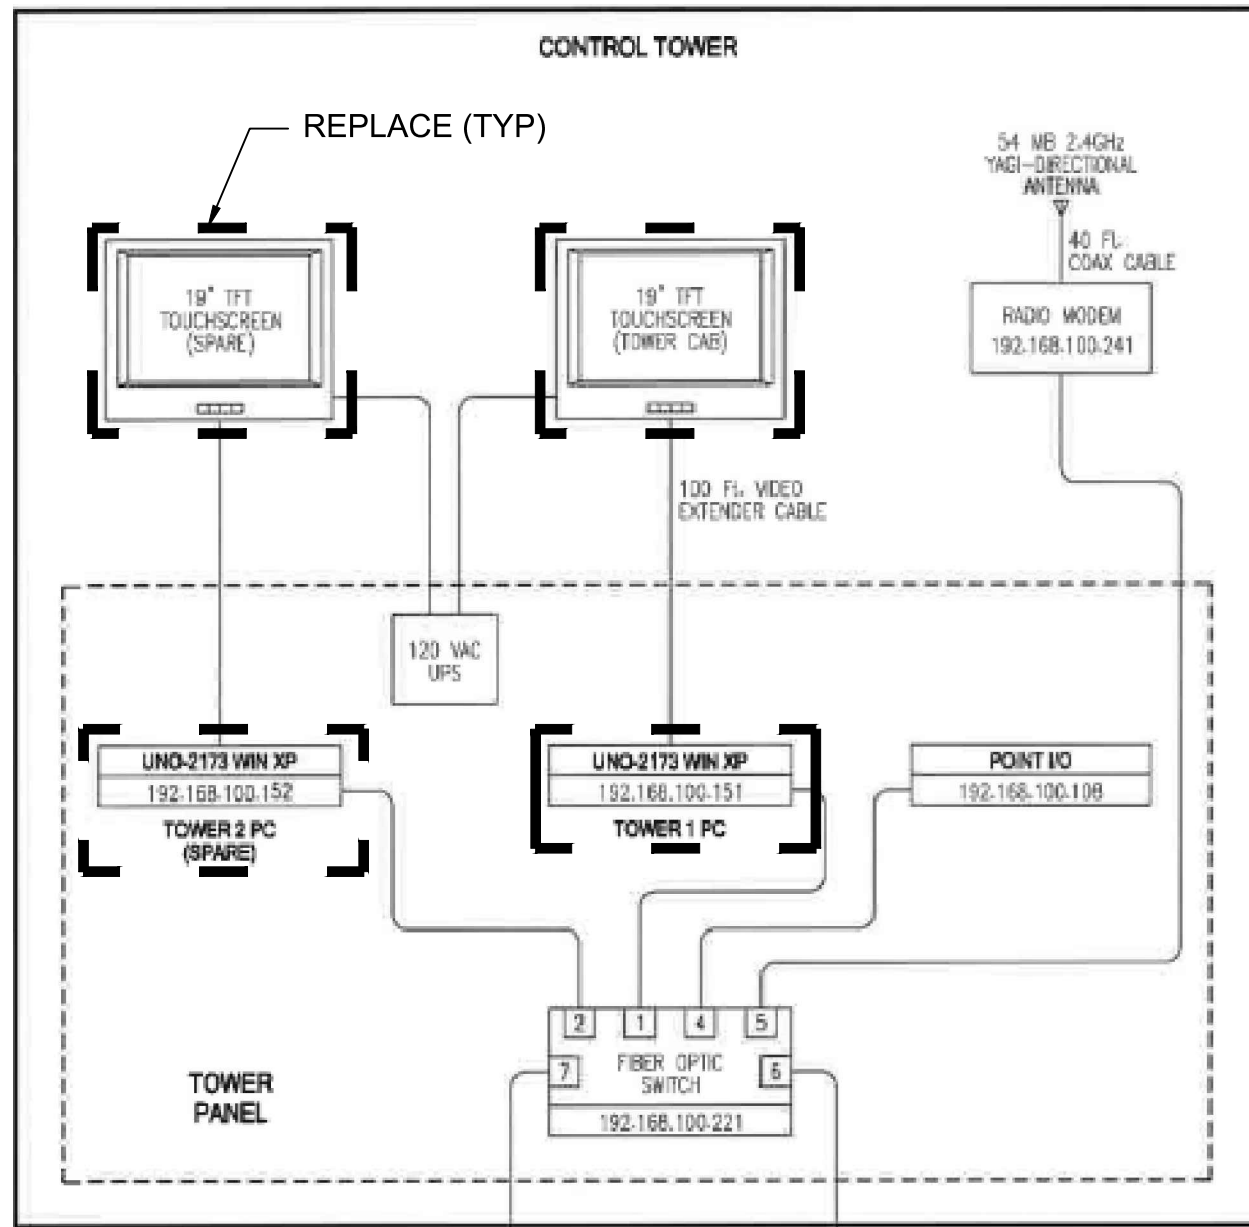 CONTROL TOWER
REPLACE (TYP)
54 MB 2.4GHz
YAGI-DIRECTIONAL
ANTENNA
40 Ft.
COAX CABLE
19" TFT
TOUCHSCREEN
(SPARE)
19" TFT
TOUCHSCREEN
(TOWER CAB)
RADIO MODEM
192.168.100.241
100 Ft. VIDEO
EXTENDER CABLE
120 VAC
UPS
UNO-2173 WIN XP
192.168.100.152
TOWER 2 PC
(SPARE)
UNO-2173 WIN XP
192.168.100.151
TOWER 1 PC
POINT I/O
192.168.100.108
2
1
4
5
7
FIBER OPTIC
SWITCH
6
192.168.100.221
TOWER
PANEL